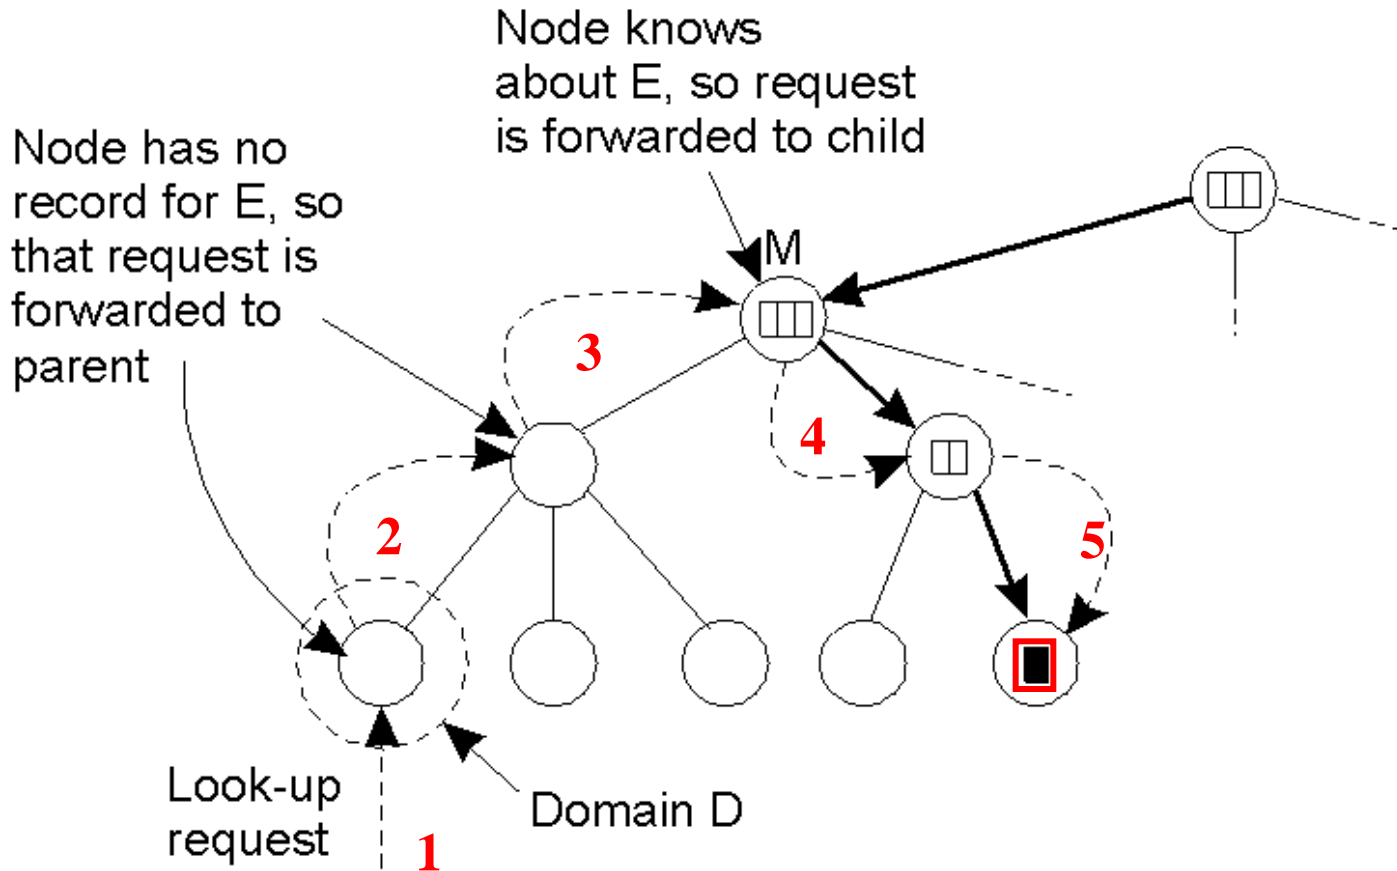 Node knows
about E, so request
is forwarded to child
Node has no
record for E, so
that request is
forwarded to
parent
M
3
4
2
5
Look-up
request
1
Domain D